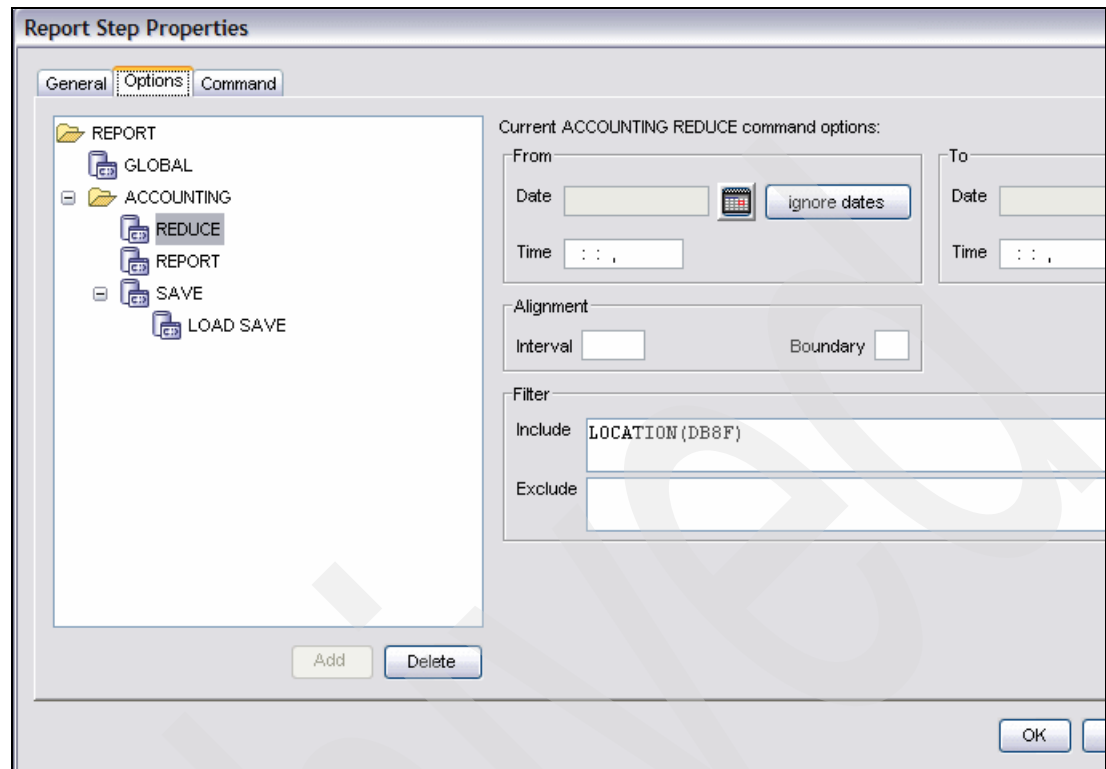 Report Step Properties
General Options Command
REPORT
GLOBAL
ACCOUNTING
REDUCE
REPORT
SAVE
LOAD SAVE
Add Delete
Current ACCOUNTING REDUCE command options:
From
Date ignore dates
Time : : ,
To
Date
Time : : ,
Alignment
Interval Boundary
Filter
Include LOCATION(DB8F)
Exclude
OK